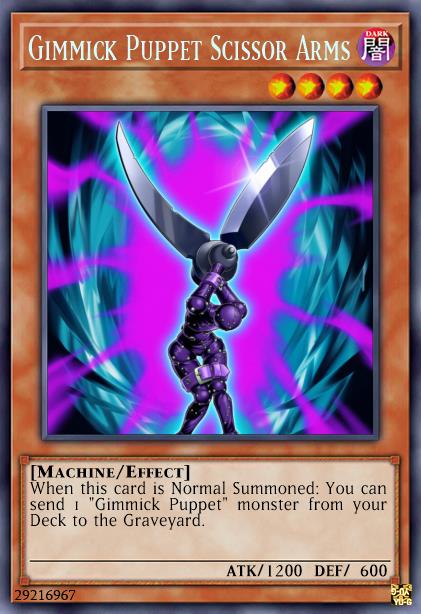 Gimmick Puppet Scissor Arms
DARK
闇
[Machine/Effect]
When this card is Normal Summoned: You can
send 1 "Gimmick Puppet" monster from your
Deck to the Graveyard.
ATK/1200 DEF/ 600
29216967